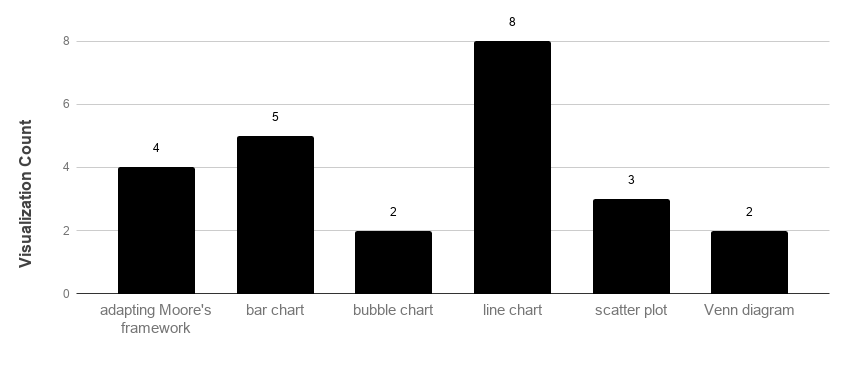 8
8
6
5
4
4
3
2
2
2
0
Visualization Count
adapting Moore's
framework
bar chart
bubble chart
line chart
scatter plot
Venn diagram